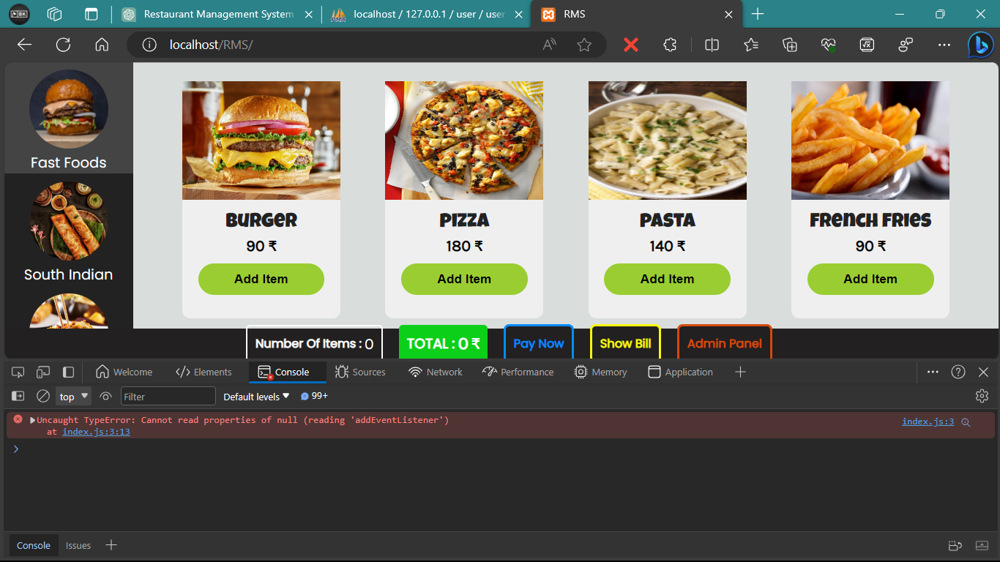 BK
Restaurant Management System
localhost / 127.0.0.1 / user / user
RMS
localhost/RMS/
Fast Foods
South Indian
Burger
90 ₹
Add Item
Pizza
180 ₹
Add Item
Pasta
140 ₹
Add Item
French Fries
90 ₹
Add Item
Number Of Items : 0
TOTAL : 0 ₹
Pay Now
Show Bill
Admin Panel
Welcome
Elements
Console
Sources
Network
Performance
Memory
Application
top
Filter
Default levels
99+
Uncaught TypeError: Cannot read properties of null (reading 'addEventListener')
index.js:3
at index.js:3:13
Console
Issues